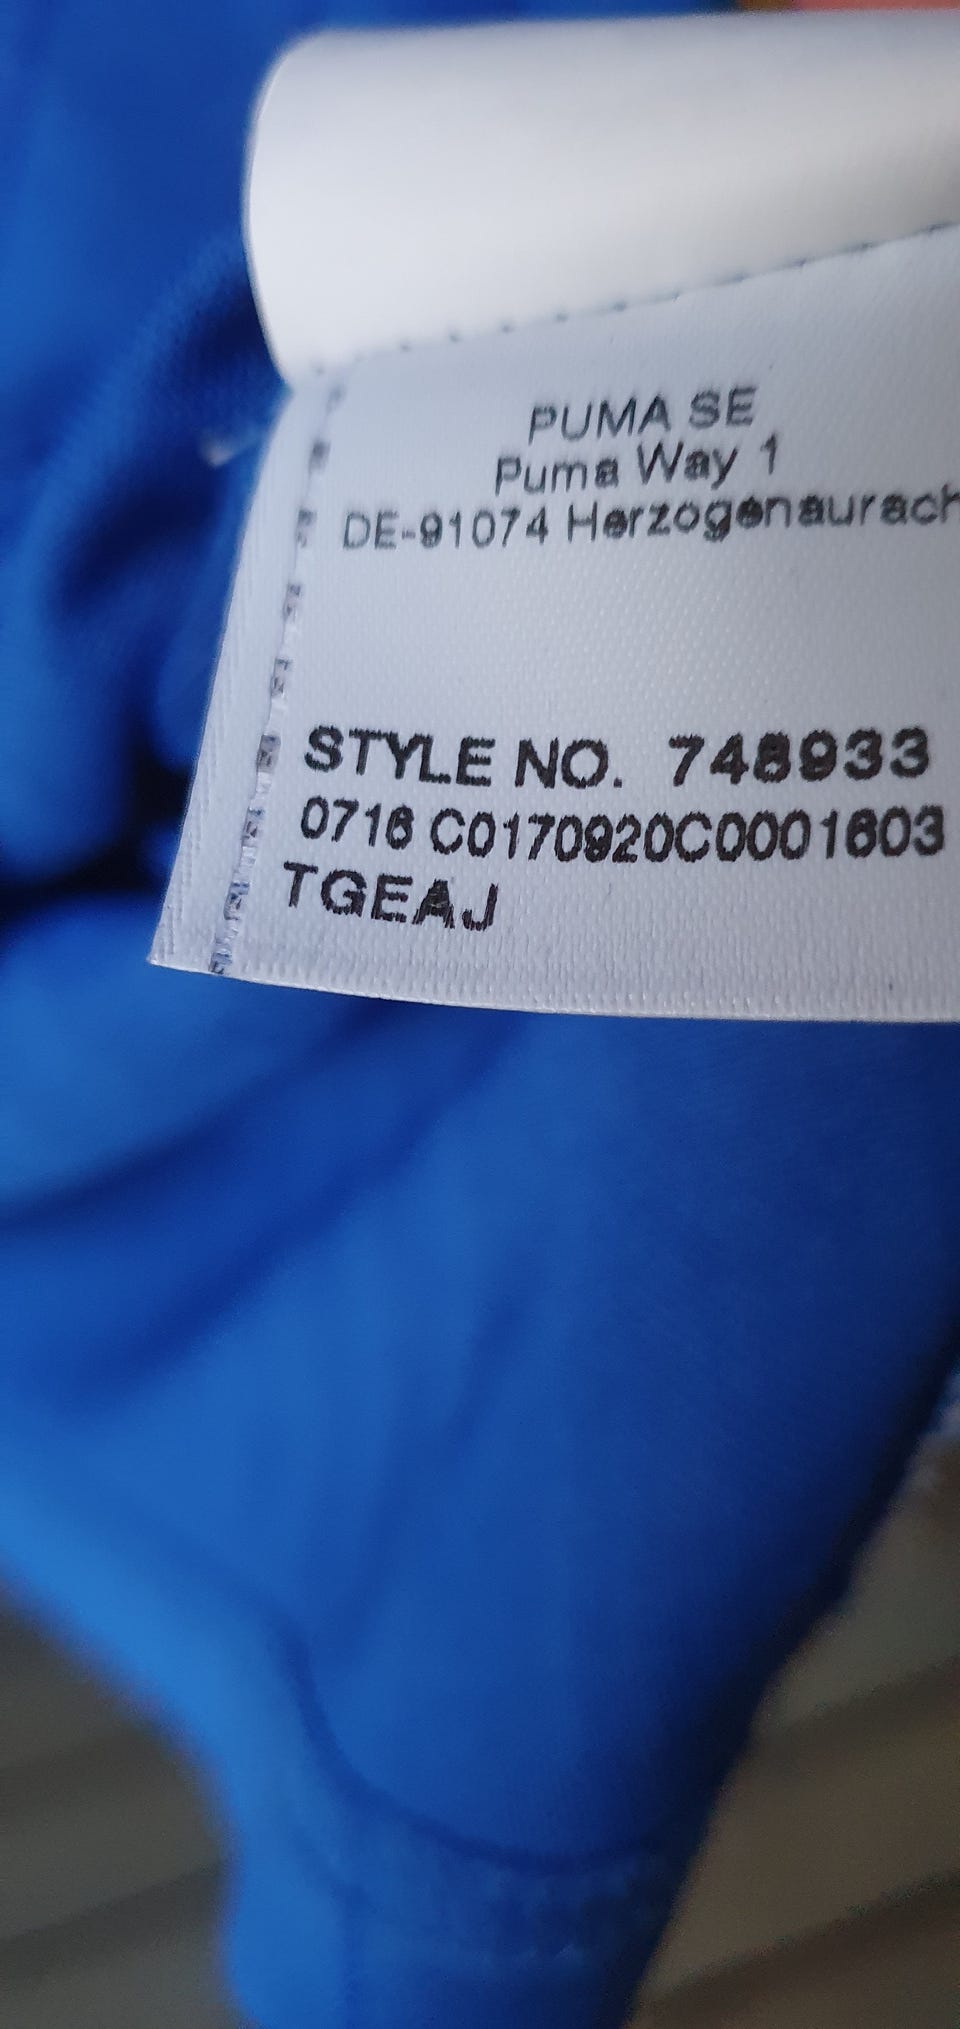 PUMA SE
Puma Way 1
DE-91074 Herzogenaurach
STYLE NO. 748933
0716 C0170920C0001603
TGEAJ